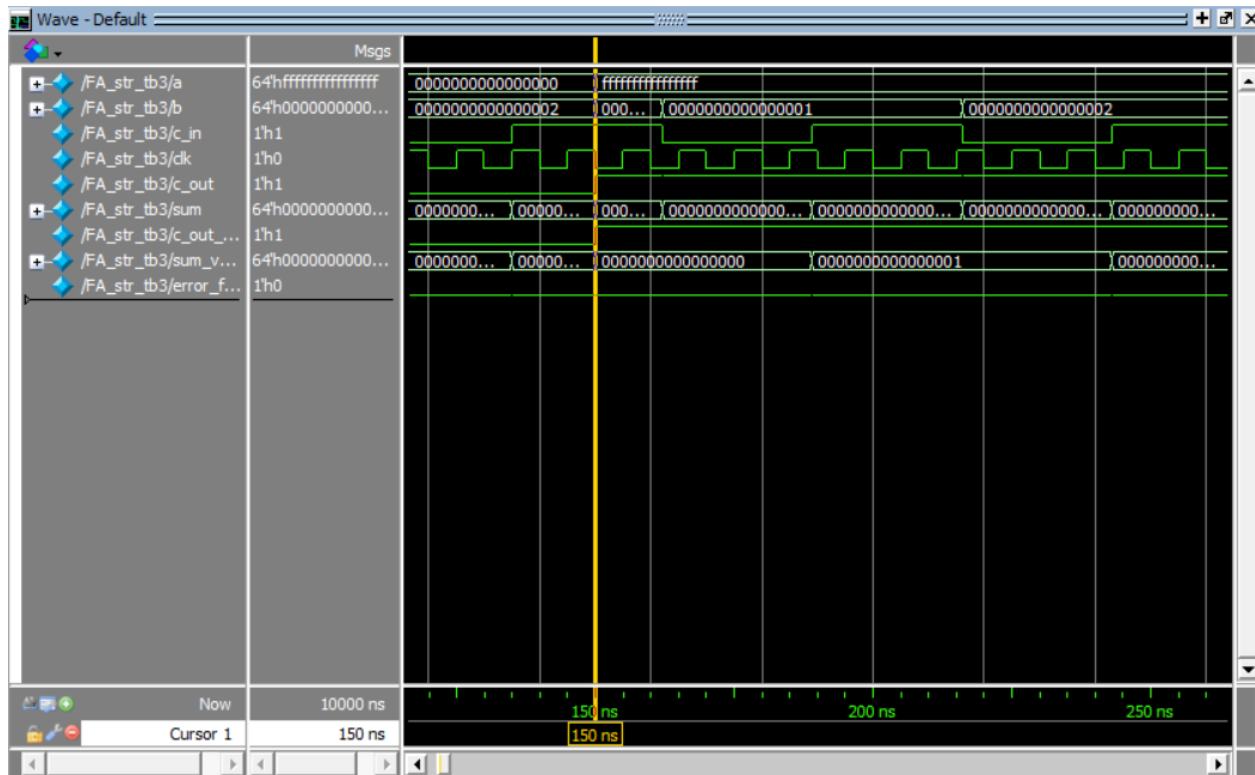 Wave - Default
Msgs
/FA_str_tb3/a 64'hffffffffffffffff 0000000000000000 ffffffffffffffff
/FA_str_tb3/b 64'h0000000000... 0000000000000002 000... 0000000000000001 0000000000000002
/FA_str_tb3/c_in 1'h1
/FA_str_tb3/clk 1'h0
/FA_str_tb3/c_out 1'h1
/FA_str_tb3/sum 64'h0000000000... 0000000... 00000... 000... 0000000000000... 0000000000000... 0000000000000... 000000000...
/FA_str_tb3/c_out_... 1'h1
/FA_str_tb3/sum_v... 64'h0000000000... 0000000... 00000... 0000000000000000 0000000000000001 000000000...
/FA_str_tb3/error_f... 1'h0
Now 10000 ns 150 ns 200 ns 250 ns
Cursor 1 150 ns 150 ns